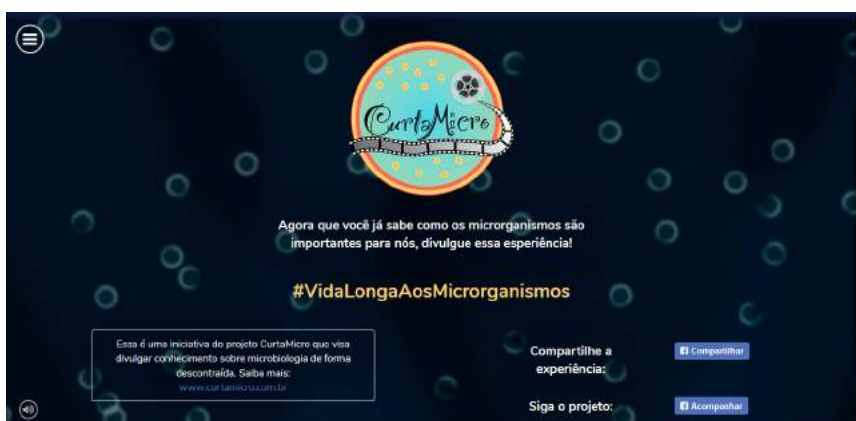 CurtaMicro
Agora que você já sabe como os microrganismos são
importantes para nós, divulgue essa esperiência!
#VidaLongaAosMicrorganismos
Essa é uma iniciativa do projeto CurtaMicro que visa
divulgar conhecimento sobre microbiologia de forma
descontraída. Saiba mais:
www.curtamicro.com.br
Compartilhe a
experiência:
Compartilhar
Siga o projeto:
Acompanhar